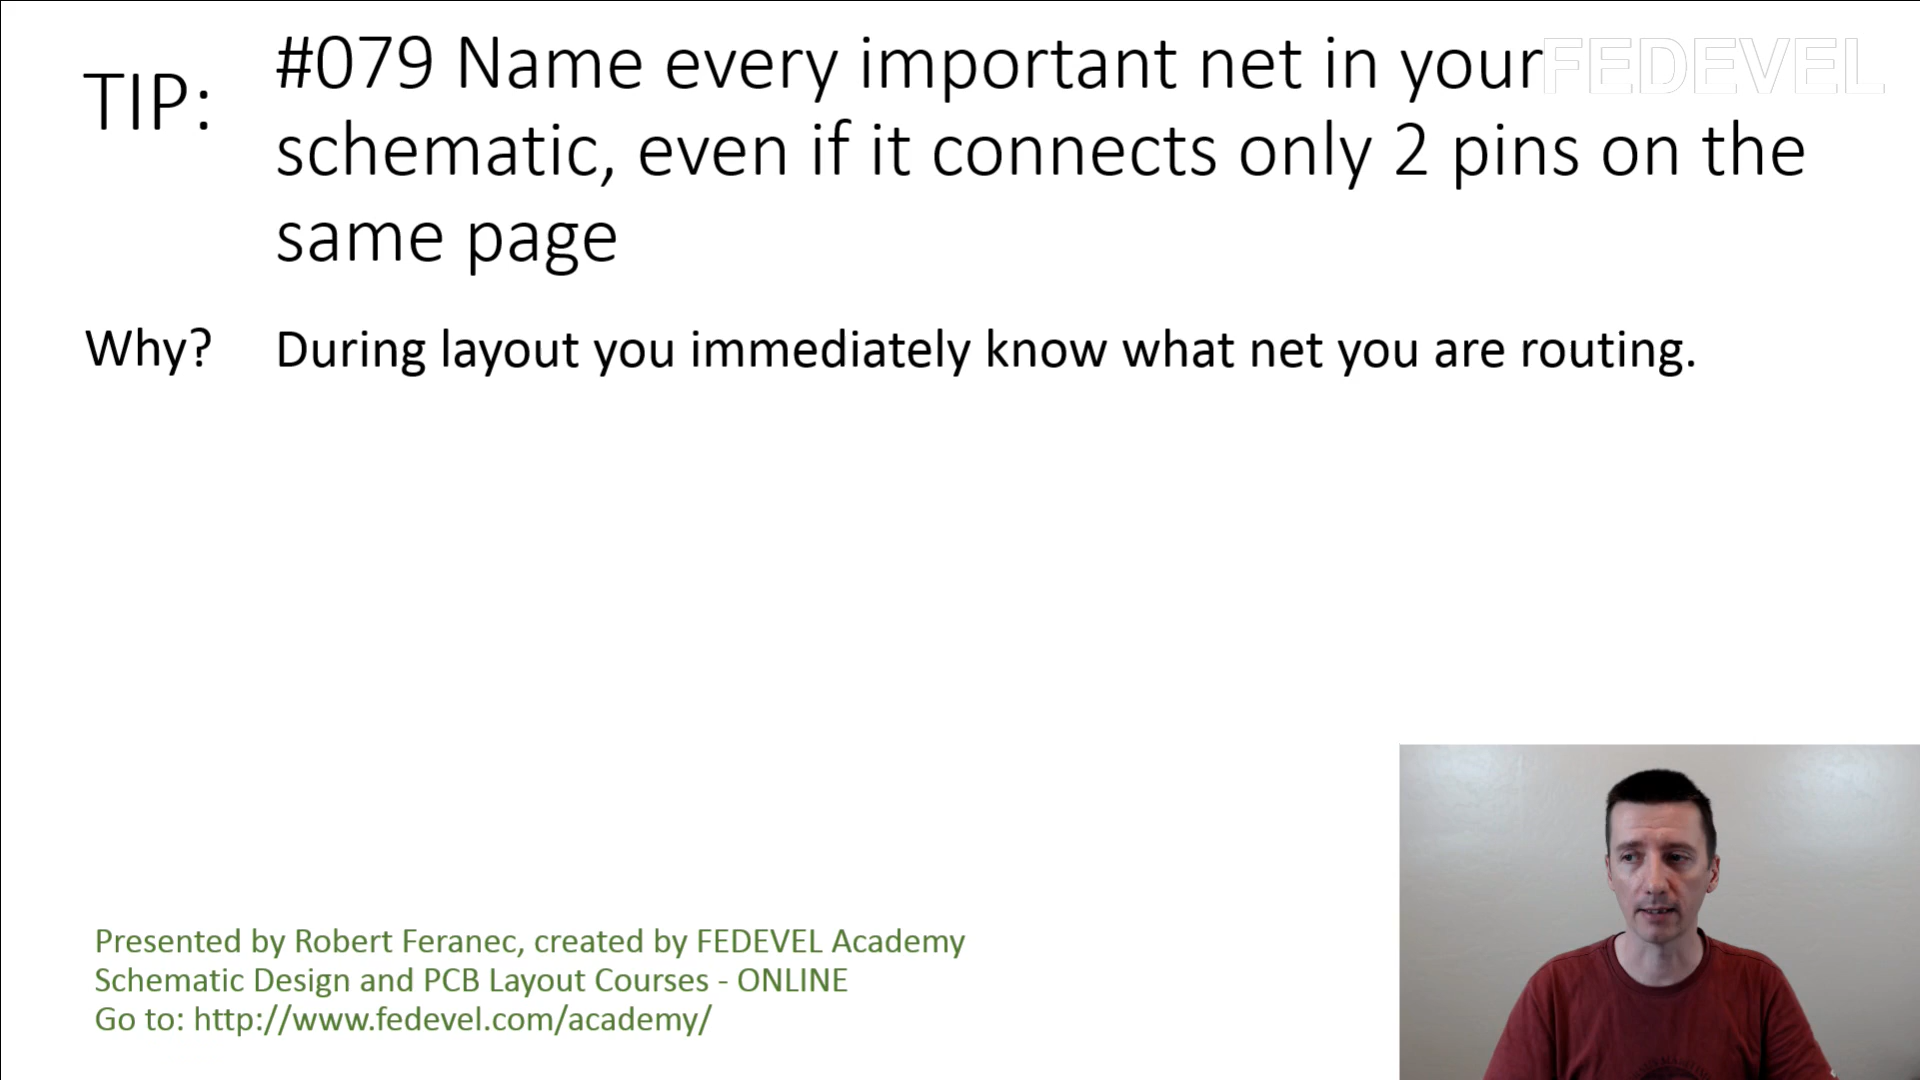 TIP:
#079 Name every important net in your
schematic, even if it connects only 2 pins on the
same page
FEDEVEL
Why?
During layout you immediately know what net you are routing.
Presented by Robert Feranec, created by FEDEVEL Academy
Schematic Design and PCB Layout Courses - ONLINE
Go to: http://www.fedevel.com/academy/